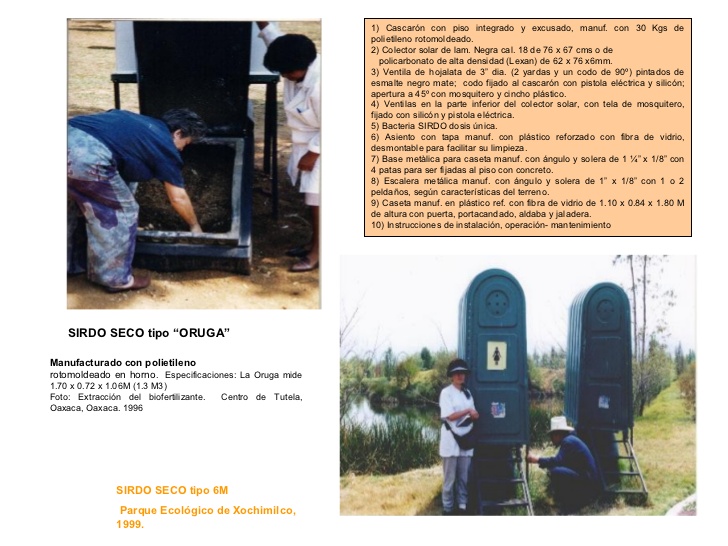 1) Cascarón con piso integrado y excusado, manuf. con 30 Kgs de
polietileno rotomoldeado.
2) Colector solar de lam. Negra cal. 18 de 76 x 67 cms o de
policarbonato de alta densidad (Lexan) de 62 x 76 x6mm.
3) Ventila de hojalata de 3” dia. (2 yardas y un codo de 90º) pintados de
esmalte negro mate; codo fijado al cascarón con pistola eléctrica y silicón;
apertura a 45º con mosquitero y cincho plástico.
4) Ventilas en la parte inferior del colector solar, con tela de mosquitero,
fijado con silicón y pistola eléctrica.
5) Bacteria SIRDO dosis única.
6) Asiento con tapa manuf. con plástico reforzado con fibra de vidrio,
desmontable para facilitar su limpieza.
7) Base metàlica para caseta manuf. con ángulo y solera de 1 ¼” x 1/8” con
4 patas para ser fijadas al piso con concreto.
8) Escalera metálica manuf. con ángulo y solera de 1” x 1/8” con 1 o 2
peldaños, según características del terreno.
9) Caseta manuf. en plástico ref. con fibra de vidrio de 1.10 x 0.84 x 1.80 M
de altura con puerta, portacandado, aldaba y jaladera.
10) Instrucciones de instalación, operación- mantenimiento
SIRDO SECO tipo “ORUGA”
Manufacturado con polietileno
rotomoldeado en horno. Especificaciones: La Oruga mide
1.70 x 0.72 x 1.06M (1.3 M3)
Foto: Extracción del biofertilizante. Centro de Tutela,
Oaxaca, Oaxaca. 1996
SIRDO SECO tipo 6M
Parque Ecológico de Xochimilco,
1999.